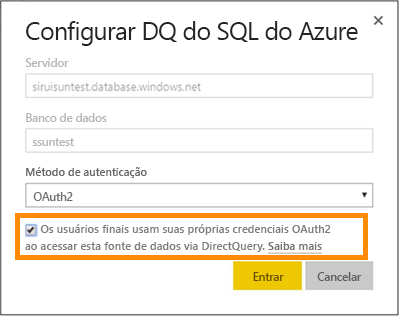 Configurar DQ do SQL do Azure
Servidor
siruisuntest.database.windows.net
Banco de dados
ssuntest
Método de autenticação
OAuth2
Os usuários finais usam suas próprias credenciais OAuth2
ao acessar esta fonte de dados via DirectQuery. Saiba mais
Entrar
Cancelar